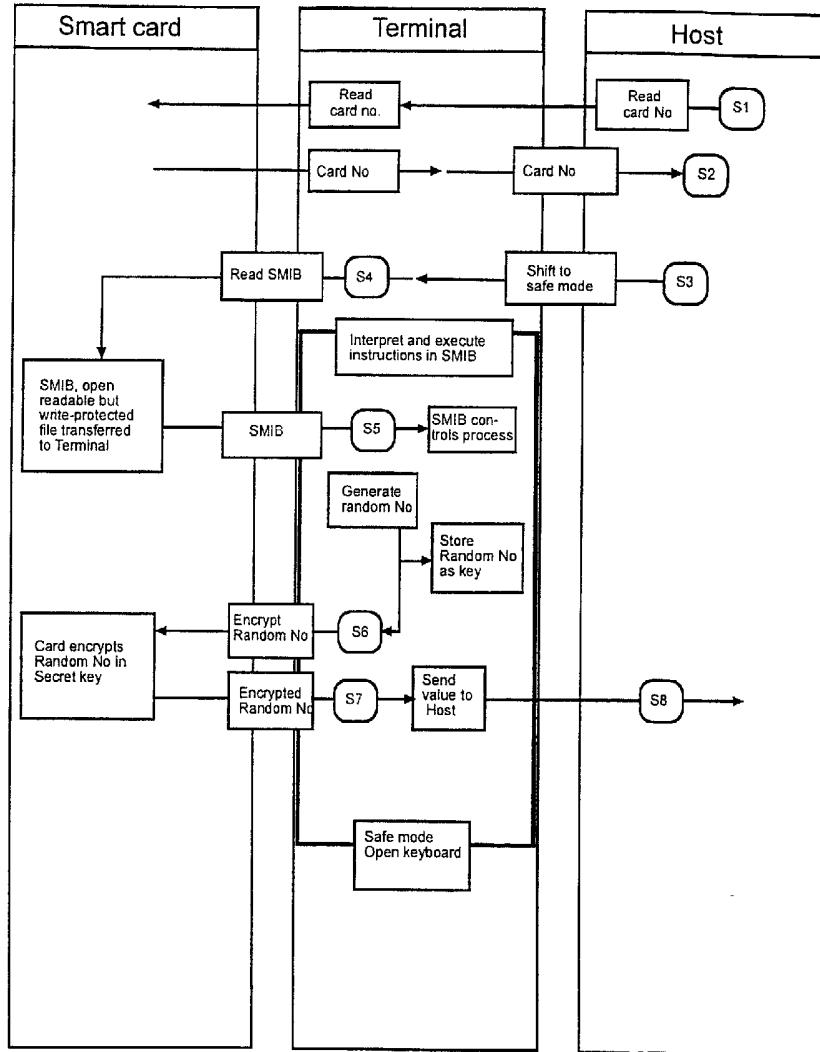 Smart card
Terminal
Host
Read
card no.
Read
card No
S1
Card No
Card No
S2
Read SMIB
S4
Shift to
safe mode
S3
Interpret and execute
instructions in SMIB
SMIB, open
readable but
write-protected
file transferred
to Terminal
SMIB
S5
SMIB con-
trols process
Generate
random No
Store
Random No
as key
Encrypt
Random No
S6
Card encrypts
Random No in
Secret key
Encrypted
Random No
S7
Send
value to
Host
S8
Safe mode
Open keyboard